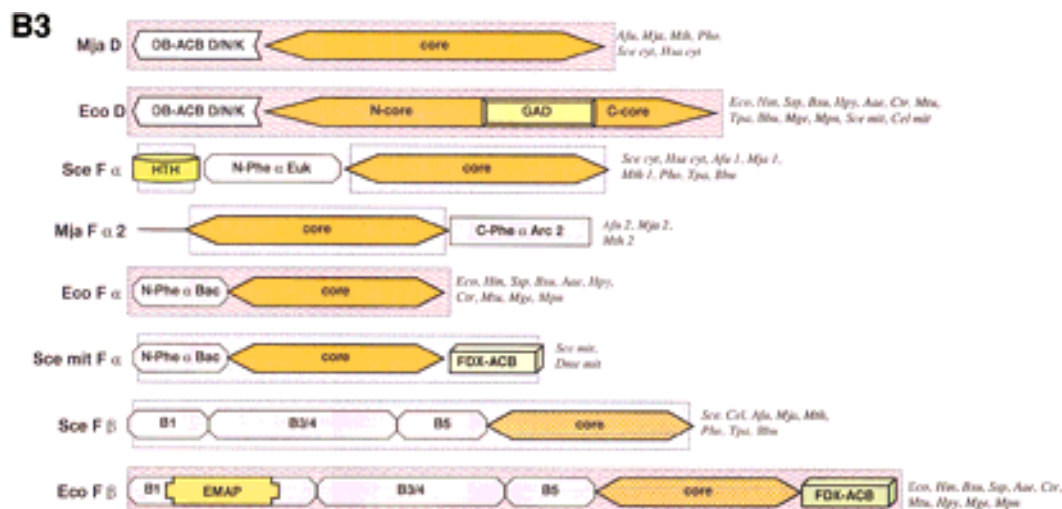 B3
Mja D
OB-ACB D/N/K
core
Afu, Mja, Mth, Pho,
Sce cyt, Hsa cyt
Eco D
OB-ACB D/N/K
N-core
GAD
C-core
Eco, Hin, Ssp, Bsu, Hpy, Aae, Ctr, Mtu,
Tpa, Bbu, Mge, Mpn, Sce mit, Cel mit
Sce F α
HTH
N-Phe α Euk
core
Sce cyt, Hsa cyt, Afu 1, Mja 1,
Mth 1, Pho, Tpa, Bbu
Mja F α 2
core
C-Phe α Arc 2
Afu 2, Mja 2,
Mth 2
Eco F α
N-Phe α Bac
core
Eco, Hin, Ssp, Bsu, Aae, Hpy,
Ctr, Mtu, Mge, Mpn
Sce mit F α
N-Phe α Bac
core
FDX-ACB
Sce mit,
Dme mit
Sce F β
B1
B3/4
B5
core
Sce, Cel, Afu, Mja, Mth,
Pho, Tpa, Bbu
Eco F β
B1
EMAP
B3/4
B5
core
FDX-ACB
Eco, Hin, Bsu, Ssp, Aae, Ctr,
Mtu, Hpy, Mge, Mpn